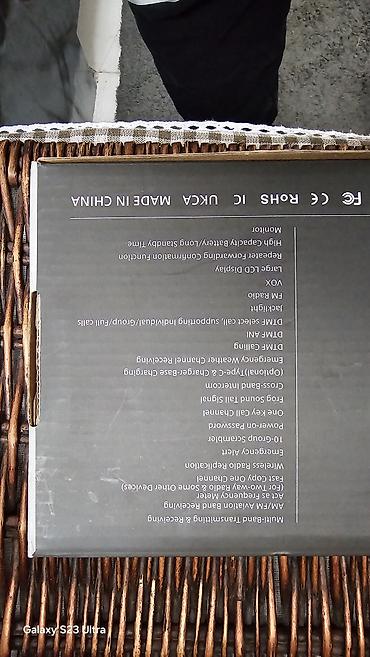 Multi-Band Transmitting & Receiving
AM/FM Aviation Band Receiving
Act as Frequency Meter
(For Two-way Radio & Some Other Devices)
Fast Copy Channel
Wireless Radio Replication
Emergency Alert
10-Group Scrambler
Power-on Password
One Key Call Channel
Frog Sound Signal Tail
Cross-Band Intercom
(Optional)Type-C & Charger-Base Charging
Emergency Weather Channel Receiving
DTMF Calling
DTMF ANI
DTMF select call, supporting Individual/Group/Full calls
Jacklight
FM Radio
VOX
Large LCD Display
Repeater Forwarding Confirmation Function
High Capacity Battery/Long Standby Time
Monitor
FC CE RoHS IC UKCA MADE IN CHINA
Galaxy S23 Ultra